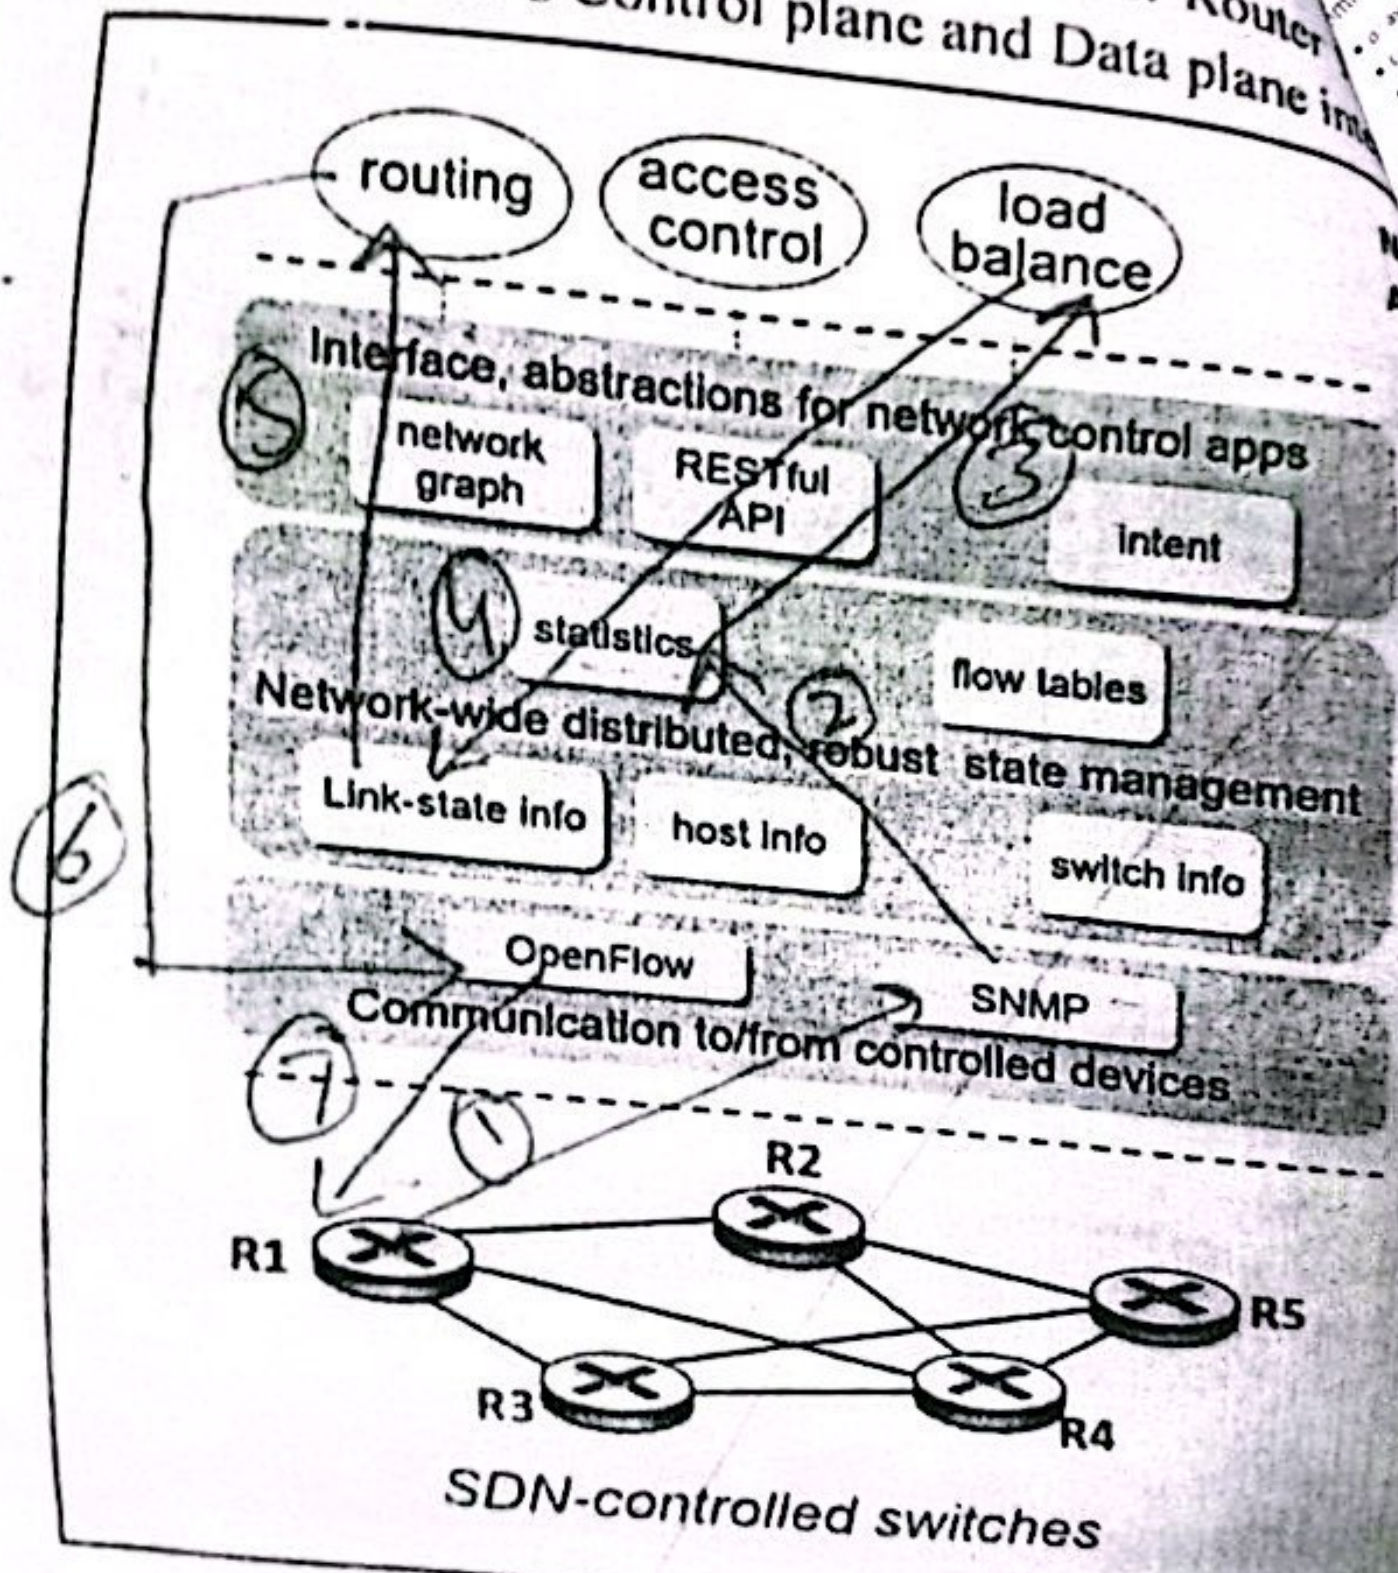 Router
Control plane and Data plane
routing
access
control
load
balance
Interface, abstractions for network control apps
5
network
graph
RESTful
API
3
intent
4
statistics
flow tables
2
Network-wide distributed, robust state management
Link-state info
host info
switch info
6
OpenFlow
SNMP
Communication to/from controlled devices
7
1
R2
R1
R5
R3
R4
SDN-controlled switches